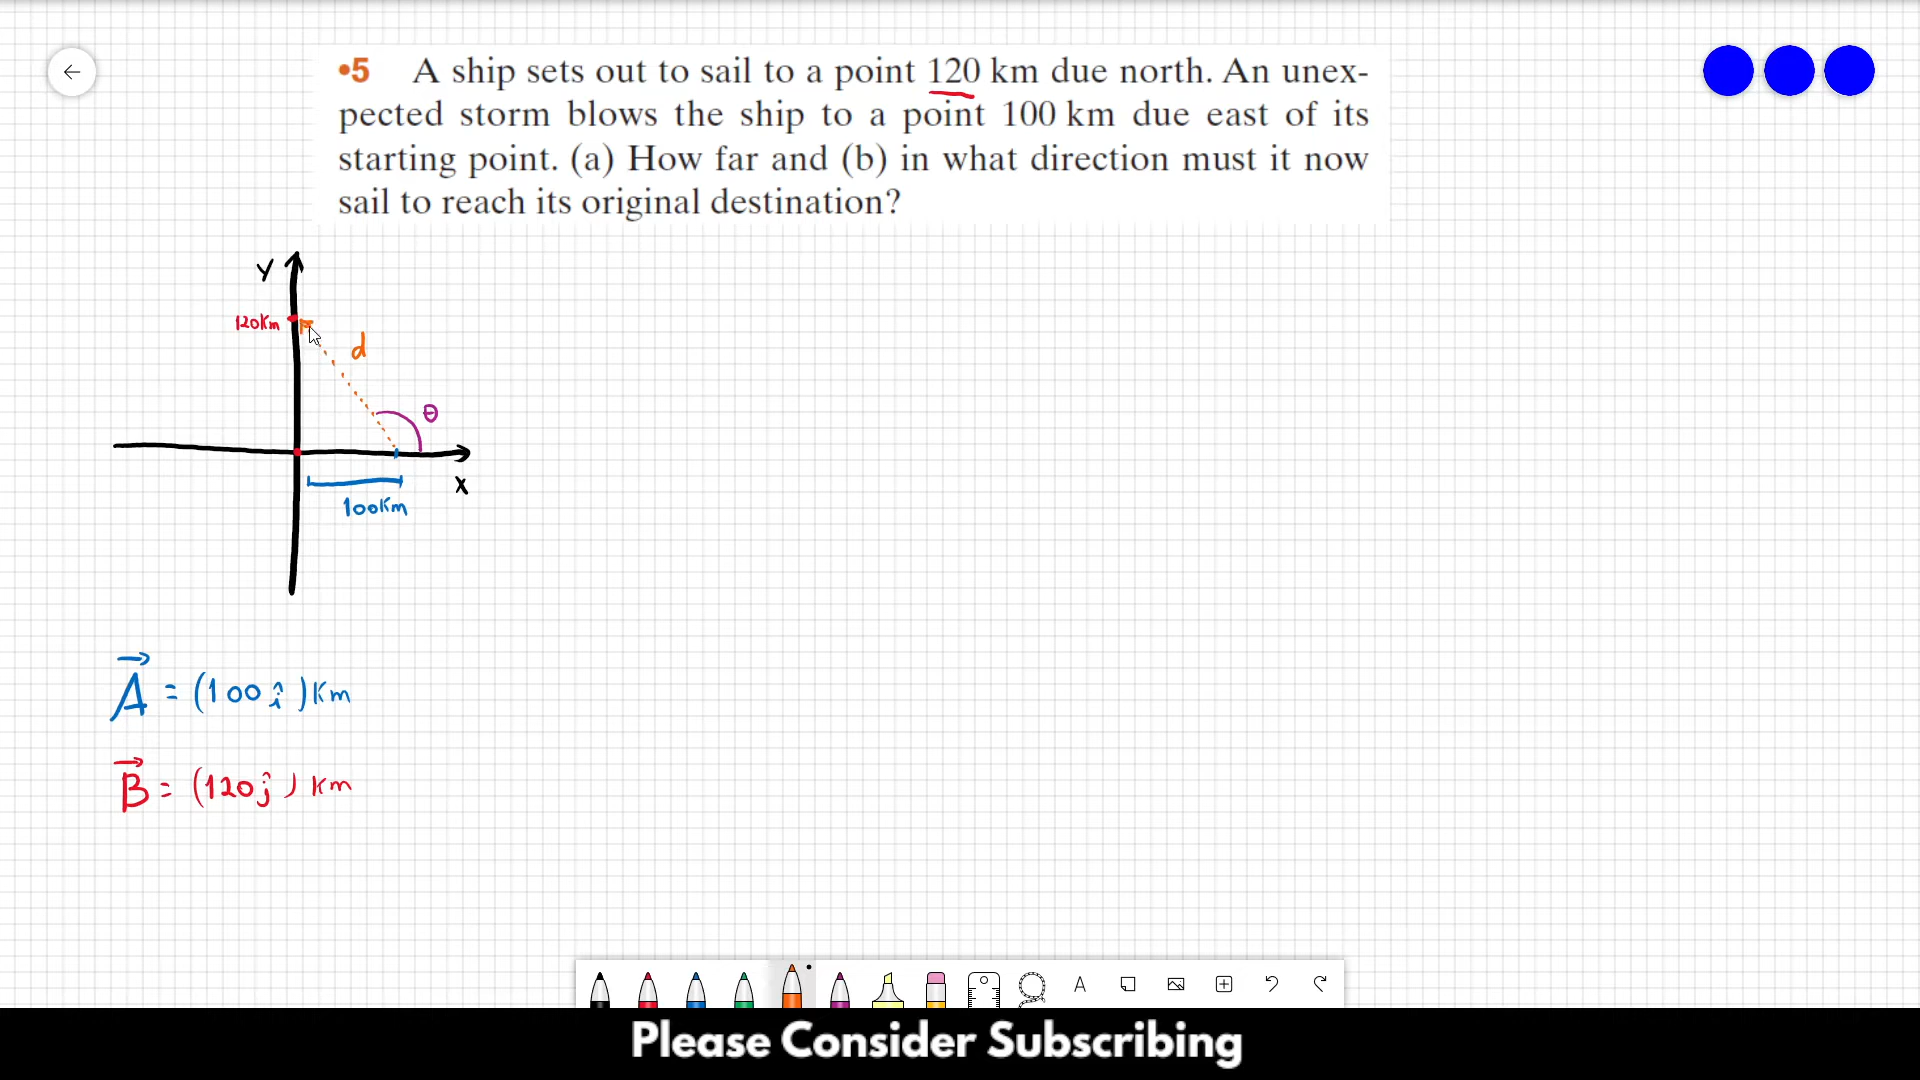 •5 A ship sets out to sail to a point 120 km due north. An unex-
pected storm blows the ship to a point 100 km due east of its
starting point. (a) How far and (b) in what direction must it now
sail to reach its original destination?
Y
120Km
d
θ
X
100Km
A⃗ = (100 î ) Km
B⃗ = (120 ĵ ) Km
A
Please Consider Subscribing